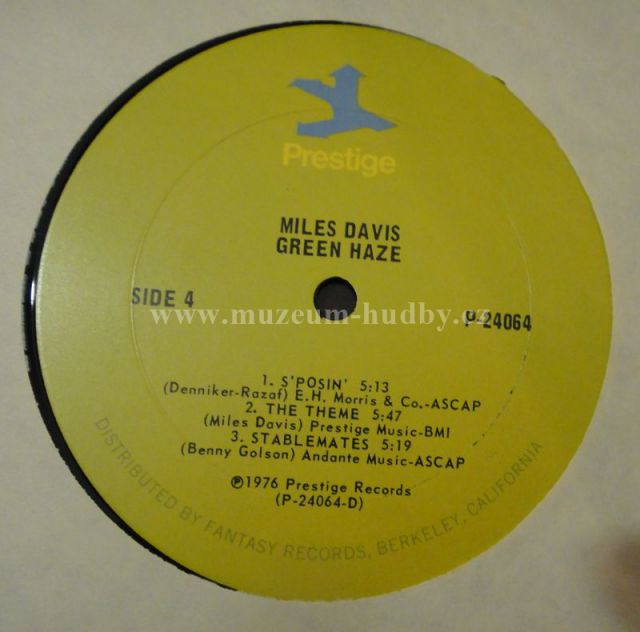 Prestige
MILES DAVIS
GREEN HAZE
SIDE 4
P-24064
www.muzeum-hudby.cz
1. S'POSIN' 5:13
(Denniker-Razaf) E.H. Morris & Co.-ASCAP
2. THE THEME 5:47
(Miles Davis) Prestige Music-BMI
3. STABLEMATES 5:19
(Benny Golson) Andante Music-ASCAP
℗1976 Prestige Records
(P-24064-D)
DISTRIBUTED BY FANTASY RECORDS, BERKELEY, CALIFORNIA